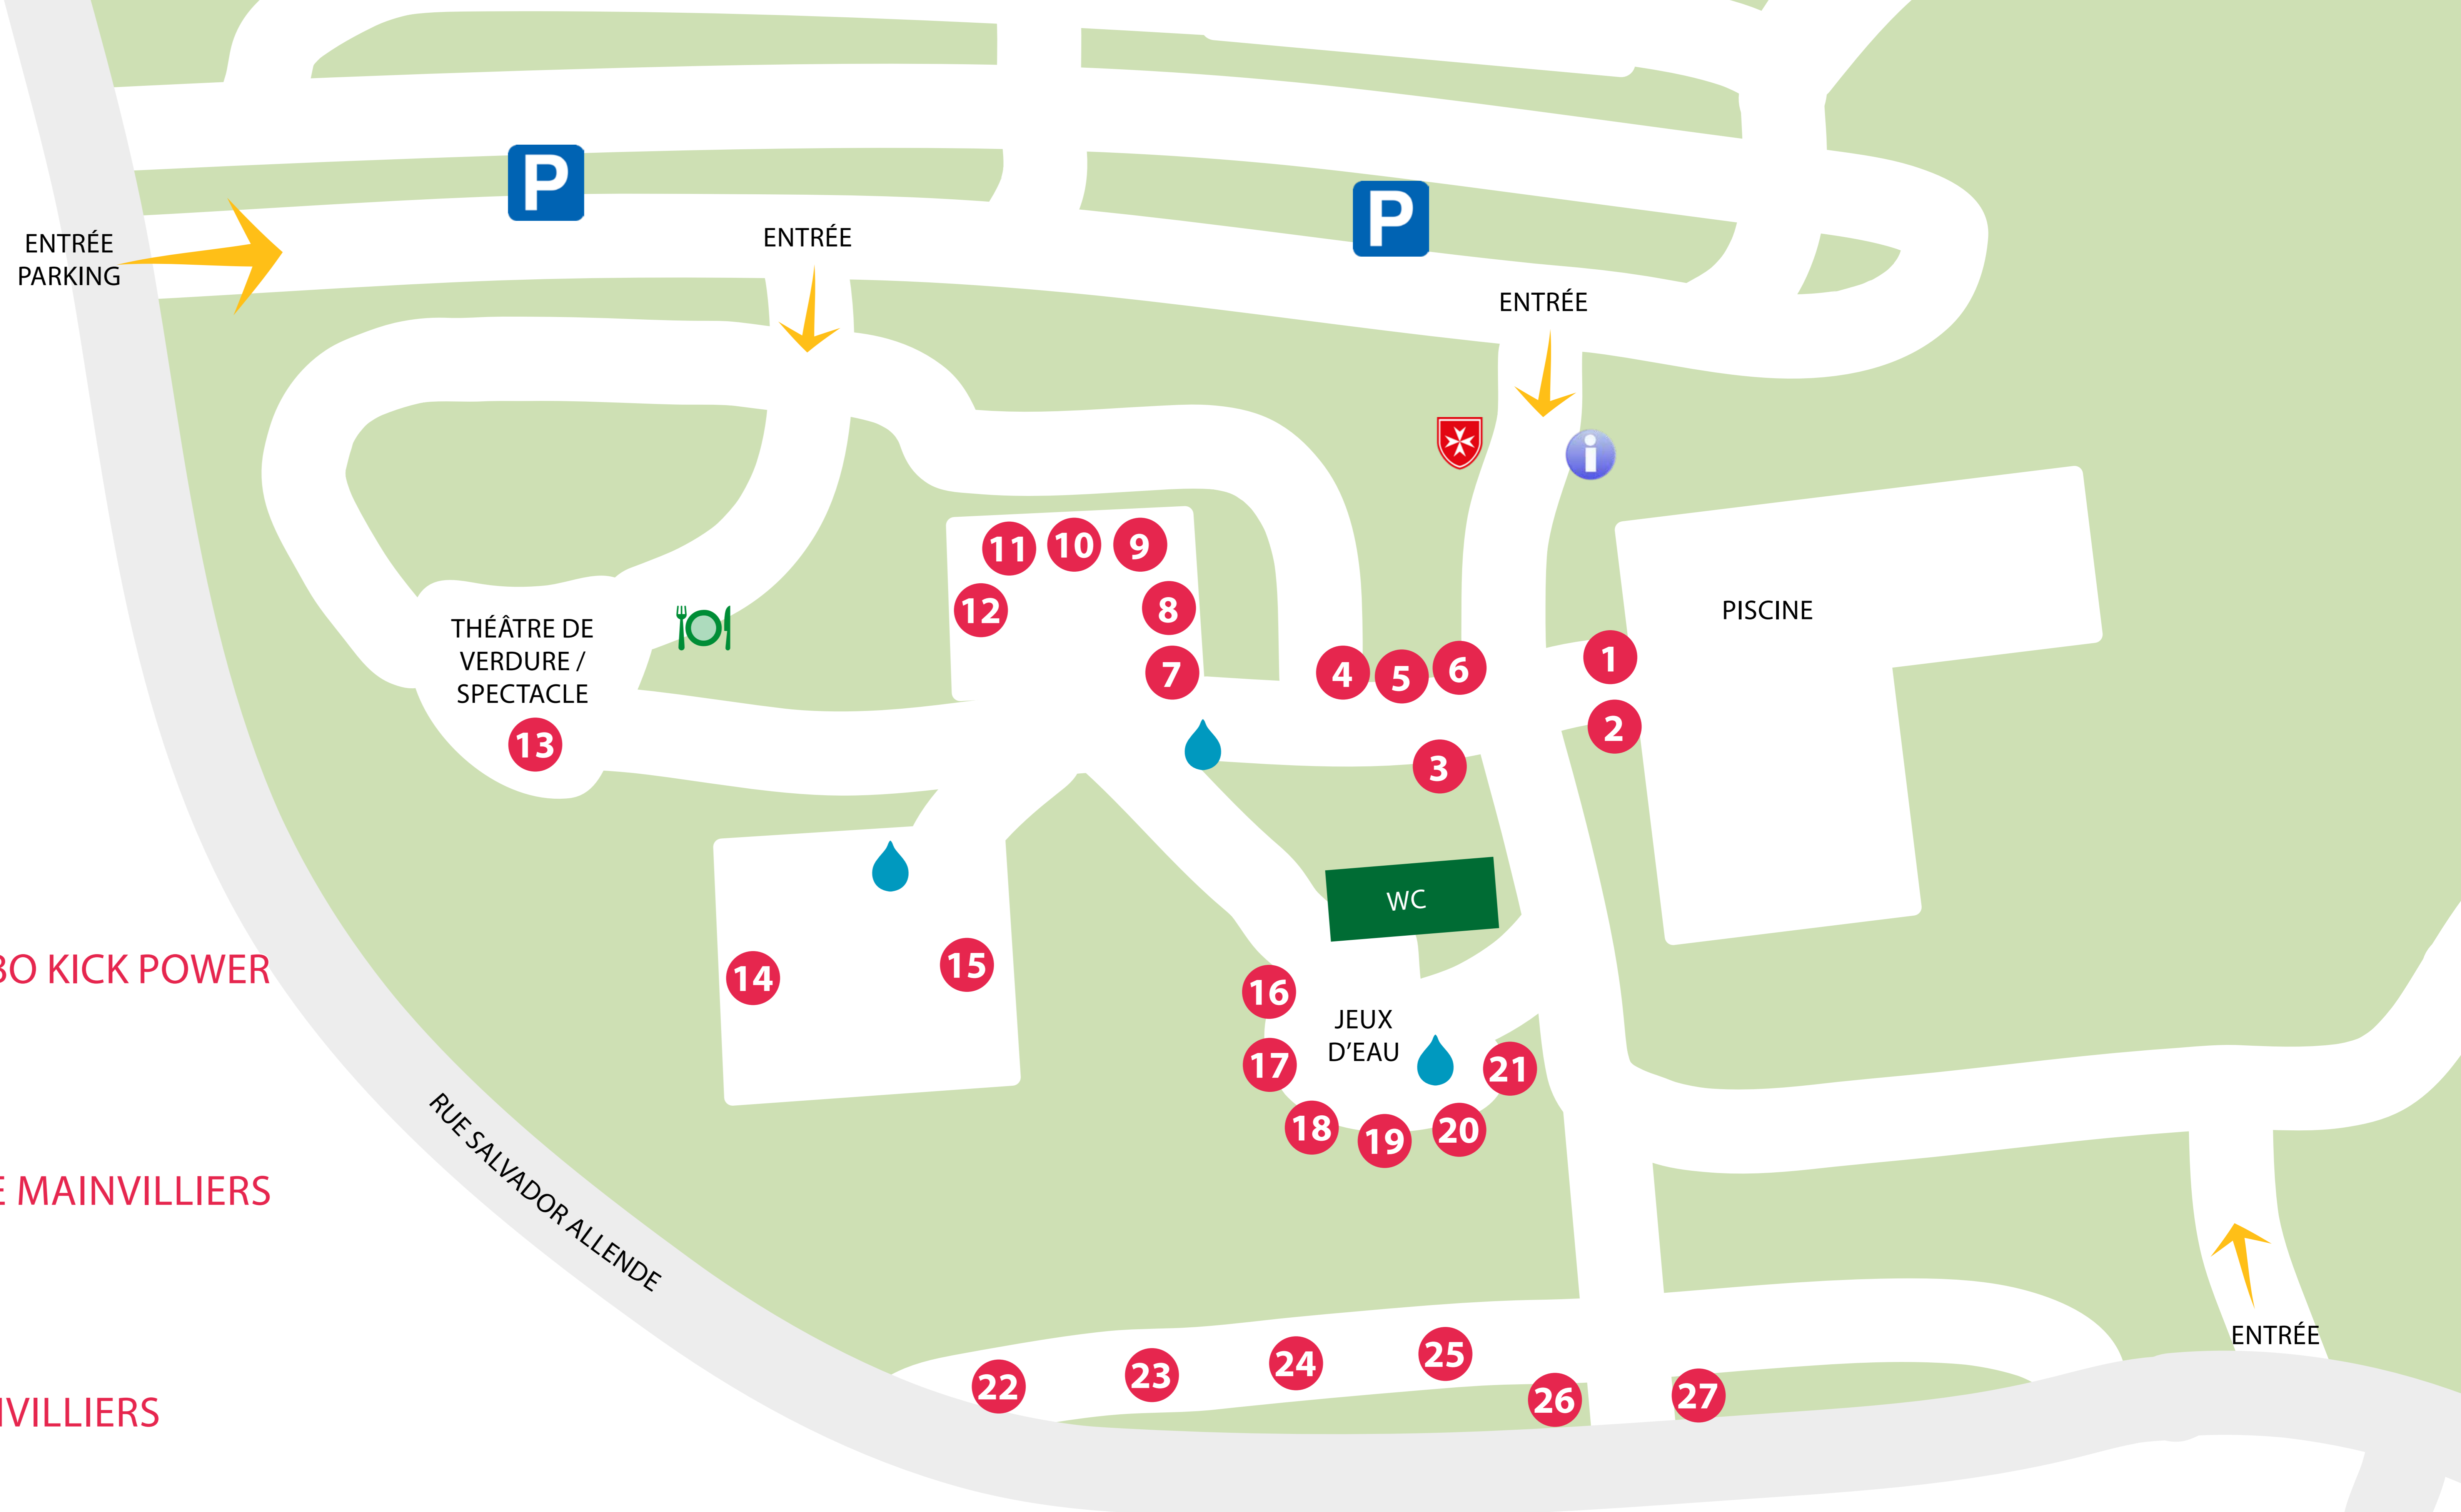 P
P
ENTRÉE
PARKING
ENTRÉE
ENTRÉE
i
11 10 9
12 8
7
4 5 6
1
2
3
PISCINE
THÉÂTRE DE
VERDURE /
SPECTACLE
13
WC
14 15
16
17
18 19 20
21
JEUX
D'EAU
KICK POWER
MAINVILLIERS
RUE SALVADOR ALLENDE
ENTRÉE
22 23 24 25
26 27